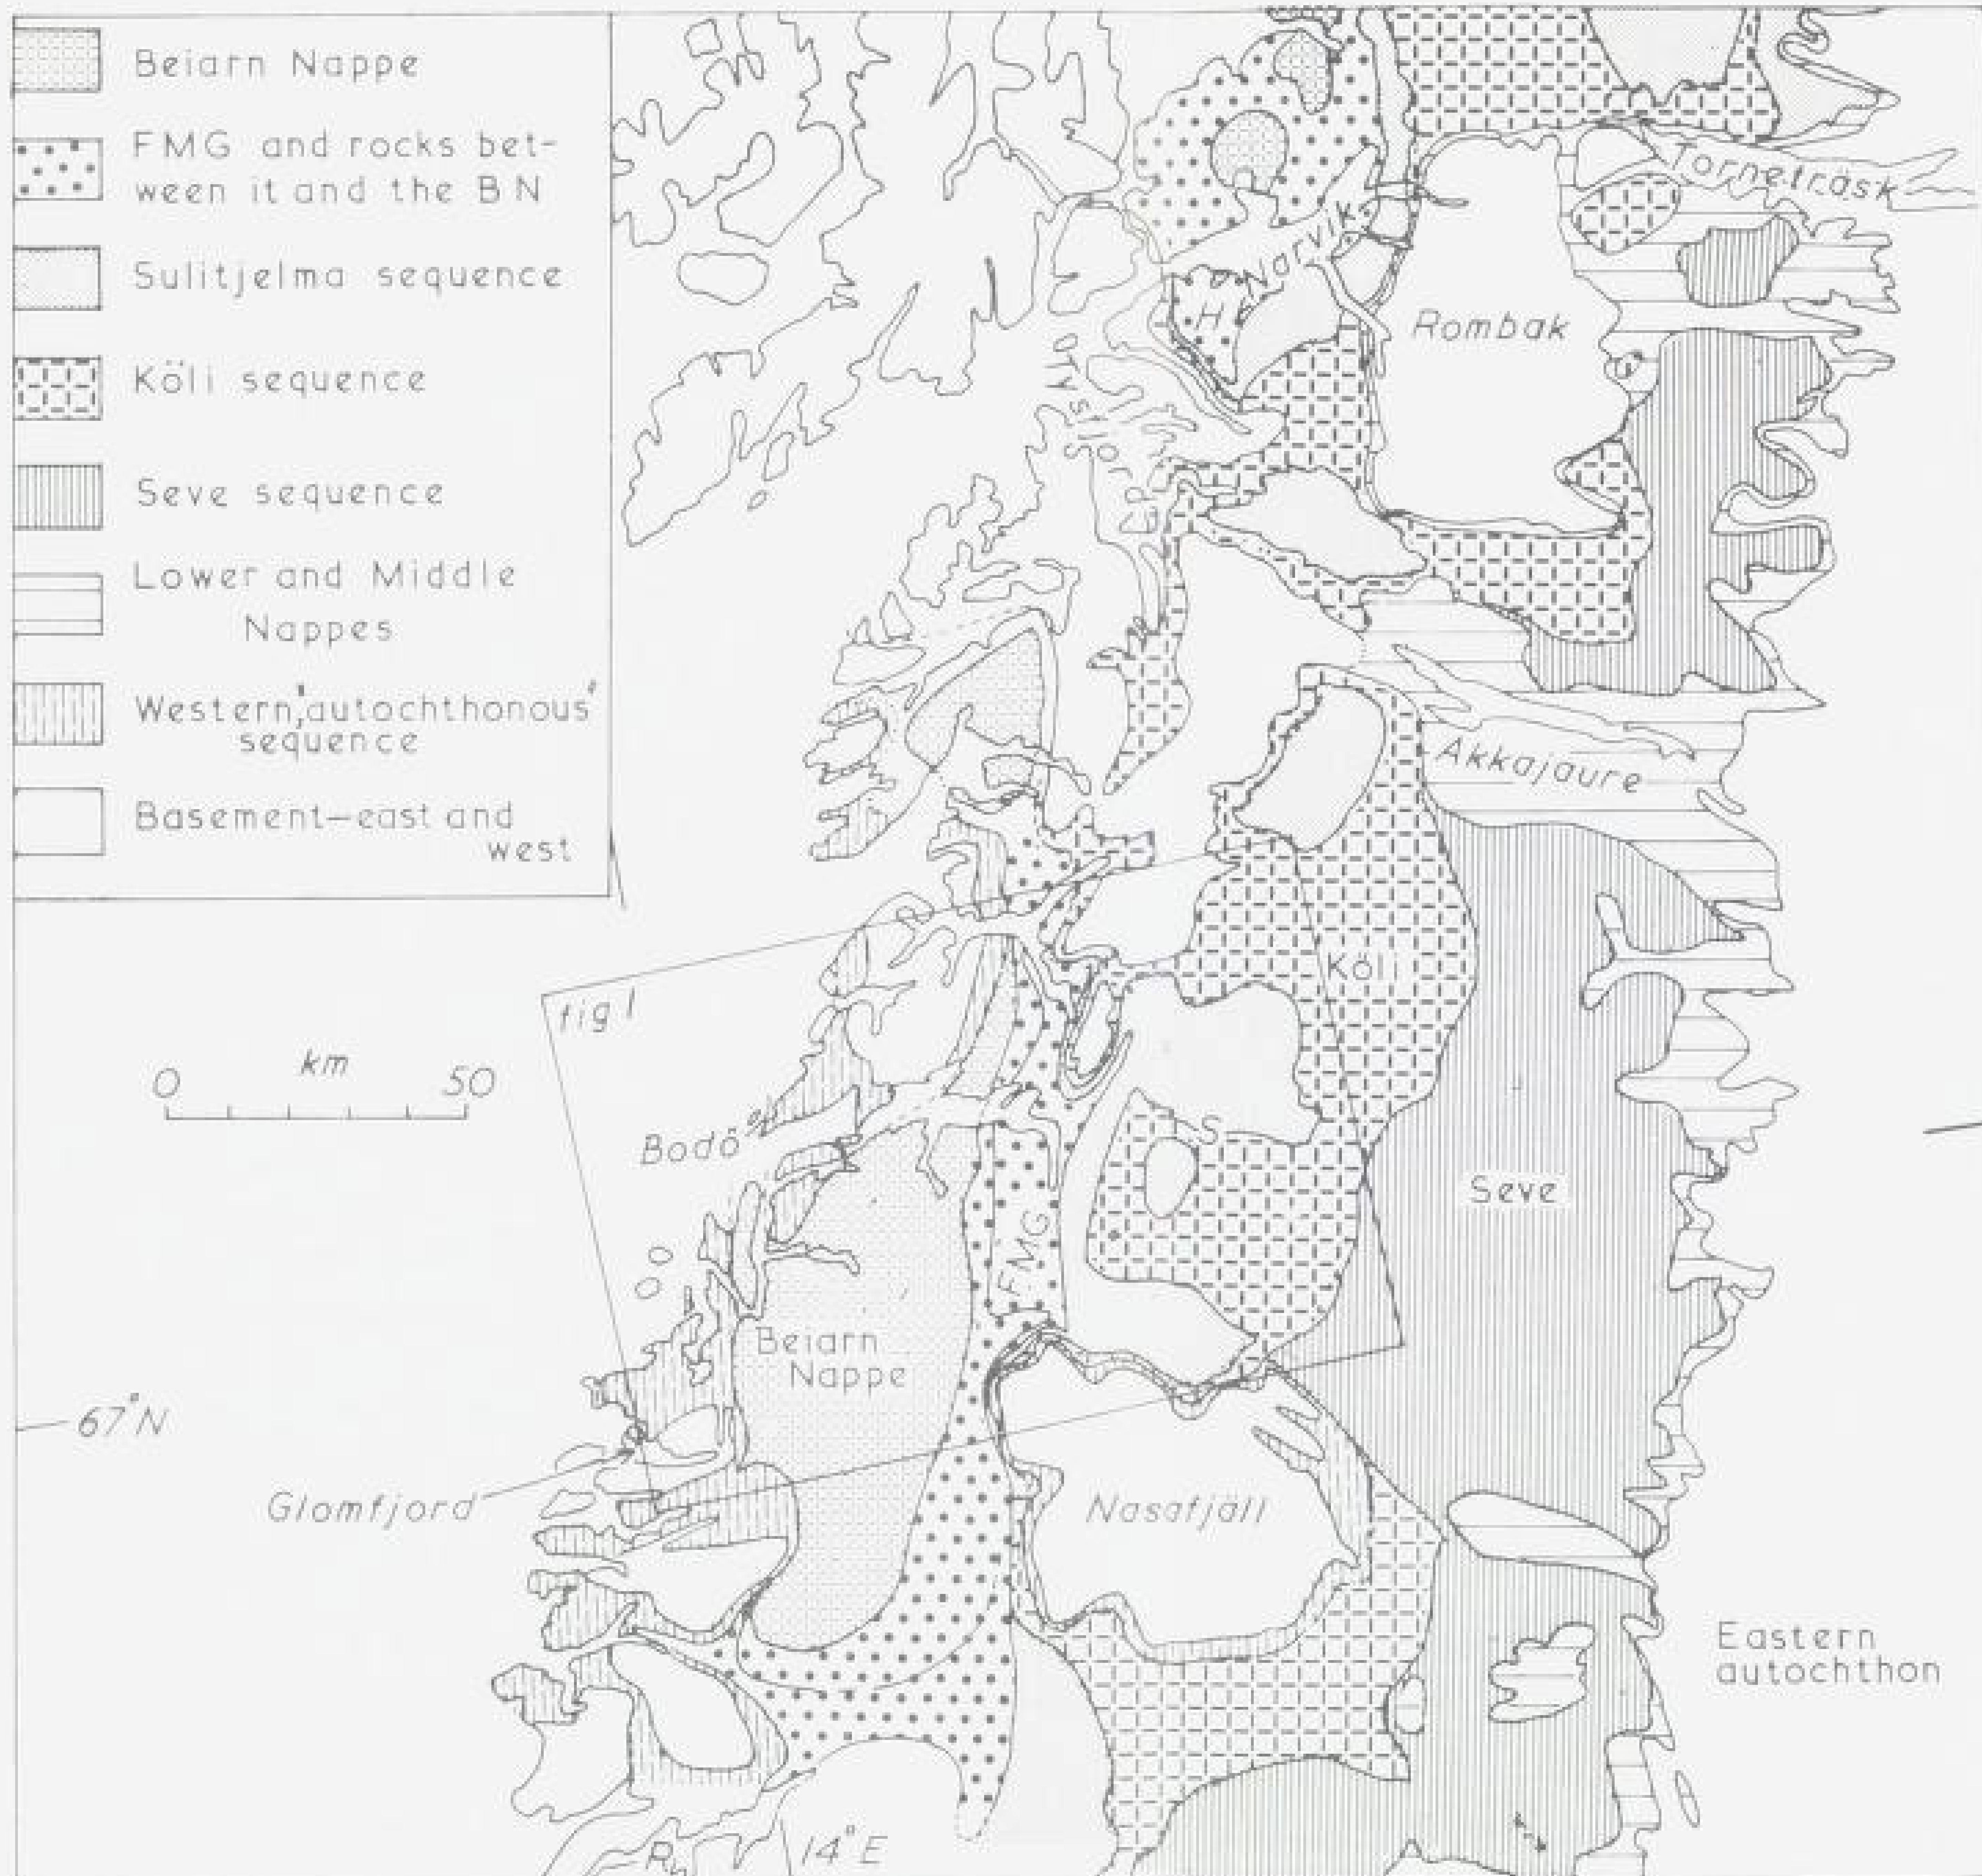 Beiarn Nappe
FMG and rocks bet-
ween it and the BN
Sulitjelma sequence
Köli sequence
Seve sequence
Lower and Middle
Nappes
Western "autochthonous"
sequence
Basement—east and
west
Torneträsk
Narvik
H
Rombak
Tysfjord
Akkajaure
Köli
fig 1
km
0 50
Bodö
S
Seve
FMG
Beiarn
Nappe
67°N
Glomfjord
Nasafjäll
Eastern
autochthon
14°E